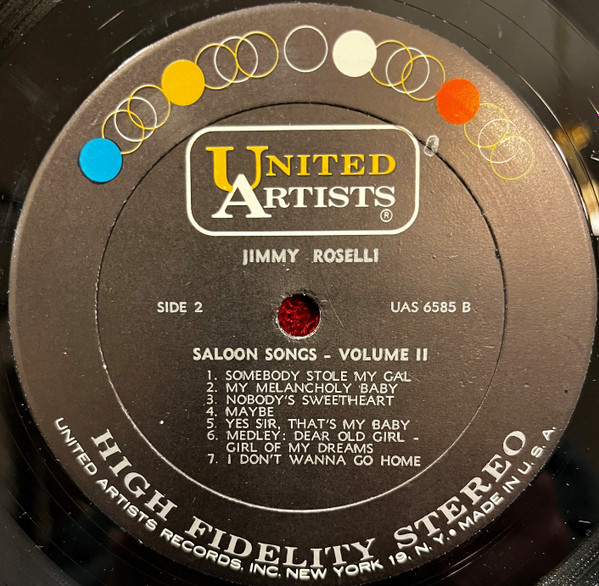 UNITED
ARTISTS®
JIMMY ROSELLI
SIDE 2
UAS 6585 B
SALOON SONGS - VOLUME II
1. SOMEBODY STOLE MY GAL
2. MY MELANCHOLY BABY
3. NOBODY'S SWEETHEART
4. MAYBE
5. YES SIR, THAT'S MY BABY
6. MEDLEY: DEAR OLD GIRL -
GIRL OF MY DREAMS
7. I DON'T WANNA GO HOME
HIGH FIDELITY STEREO
UNITED ARTISTS RECORDS, INC. NEW YORK 19, N. Y. • MADE IN U. S. A.